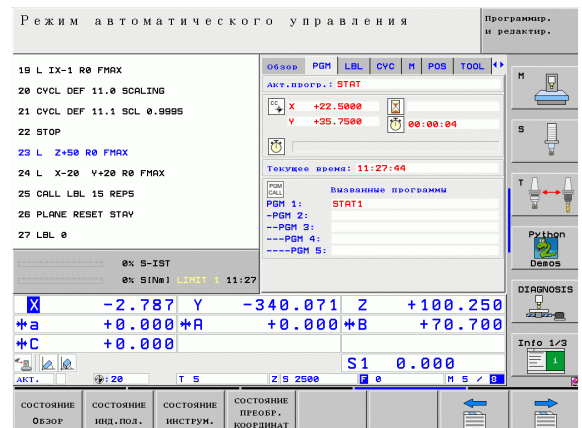 Режим автоматического управления
Программир.
и редактир.
19 L IX-1 R0 FMAX
20 CYCL DEF 11.0 SCALING
21 CYCL DEF 11.1 SCL 0.9995
22 STOP
23 L Z+50 R0 FMAX
24 L X-20 Y+20 R0 FMAX
25 CALL LBL 15 REP5
26 PLANE RESET STAY
27 LBL 0
0% S-IST
0% S[Nm] LIMIT 1 11:27
Обзор PGM LBL CYC M POS TOOL
Акт.прогр.: STAT
CC X +22.5000
Y +35.7500 00:00:04
Текущее время: 11:27:44
PGM CALL Вызванные программы
PGM 1: STAT1
-PGM 2:
--PGM 3:
---PGM 4:
----PGM 5:
M
S
T
Python
Demos
DIAGNOSIS
Info 1/3
X -2.787 Y -340.071 Z +100.250
a +0.000 A +0.000 B +70.700
C +0.000
S1 0.000
АКТ. : 20 T 5 Z S 2500 F 0 M 5 / 8
СОСТОЯНИЕ Обзор
СОСТОЯНИЕ ИНД.ПОЛ.
СОСТОЯНИЕ ИНСТРУМ.
СОСТОЯНИЕ ПРЕОБР. КООРДИНАТ